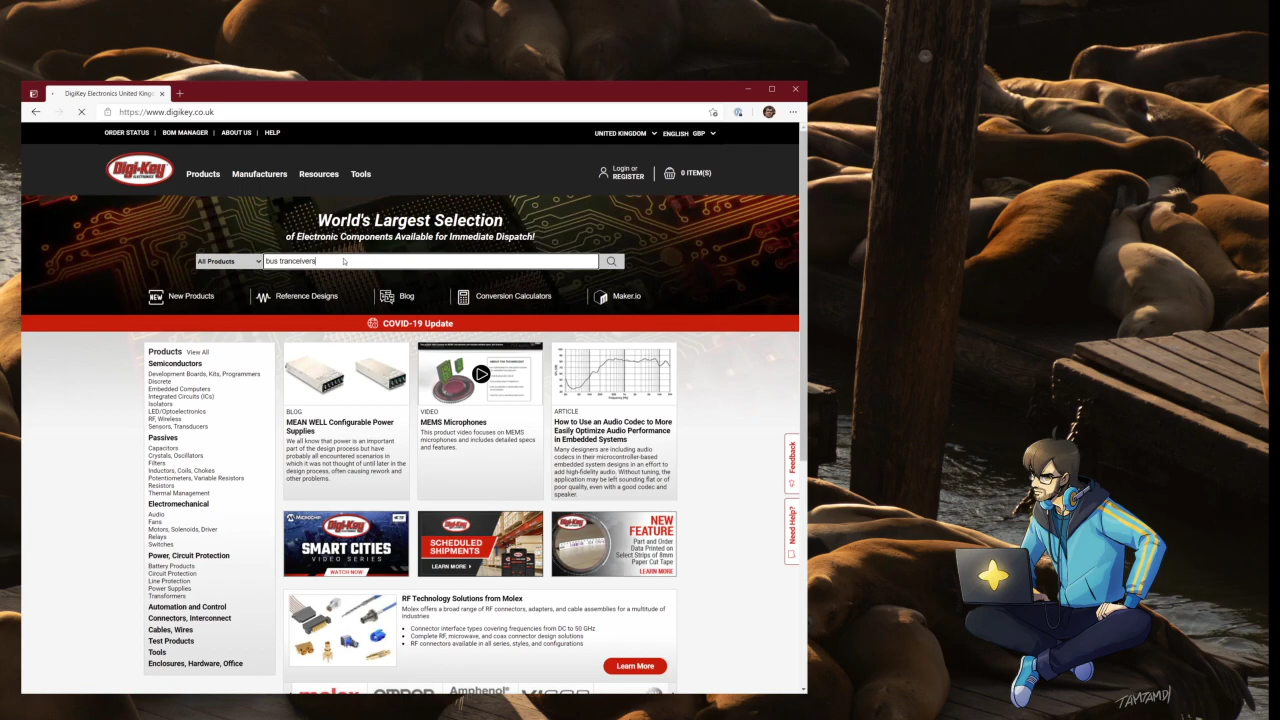 DigiKey Electronics United King
https://www.digikey.co.uk
ORDER STATUS | BOM MANAGER | ABOUT US | HELP
UNITED KINGDOM ENGLISH GBP
Digi-Key
ELECTRONICS
Products Manufacturers Resources Tools
Login or
REGISTER
0 ITEM(S)
World's Largest Selection
of Electronic Components Available for Immediate Dispatch!
All Products
bus tranceivers
NEW New Products
Reference Designs
Blog
Conversion Calculators
Maker.io
COVID-19 Update
Products View All
Semiconductors
Development Boards, Kits, Programmers
Discrete
Embedded Computers
Integrated Circuits (ICs)
Isolators
LED/Optoelectronics
RF, Wireless
Sensors, Transducers
Passives
Capacitors
Crystals, Oscillators
Filters
Inductors, Coils, Chokes
Potentiometers, Variable Resistors
Resistors
Thermal Management
Electromechanical
Audio
Fans
Motors, Solenoids, Driver
Relays
Switches
Power, Circuit Protection
Battery Products
Circuit Protection
Line Protection
Power Supplies
Transformers
Automation and Control
Connectors, Interconnect
Cables, Wires
Test Products
Tools
Enclosures, Hardware, Office
BLOG
MEAN WELL Configurable Power
Supplies
We all know that power is an important
part of the design process but have
probably all encountered scenarios in
which it was not thought of until later in the
design process, often causing rework and
other problems.
VIDEO
MEMS Microphones
This product video focuses on MEMS
microphones and includes detailed specs
and features.
ARTICLE
How to Use an Audio Codec to More
Easily Optimize Audio Performance
in Embedded Systems
Many designers are including audio
codecs in their microcontroller-based
embedded system designs in an effort to
add high-fidelity audio. Without tuning, the
application may be left sounding flat or of
poor quality, even with a good codec and
speaker.
MICROCHIP
Digi-Key
SMART CITIES
VIDEO SERIES
WATCH NOW
Digi-Key
SCHEDULED
SHIPMENTS
LEARN MORE
Digi-Key
NEW
FEATURE
Part and Order
Data Printed on
Select Strips of 8mm
Paper Cut Tape
LEARN MORE
RF Technology Solutions from Molex
Molex offers a broad range of RF connectors, adapters, and cable assemblies for a multitude of
industries
• Connector interface types covering frequencies from DC to 50 GHz
• Complete RF, microwave, and coax connector design solutions
• RF connectors available in all series, styles, and configurations
Learn More
molex
Amphenol
Feedback
Need Help?
TAMTAMDI